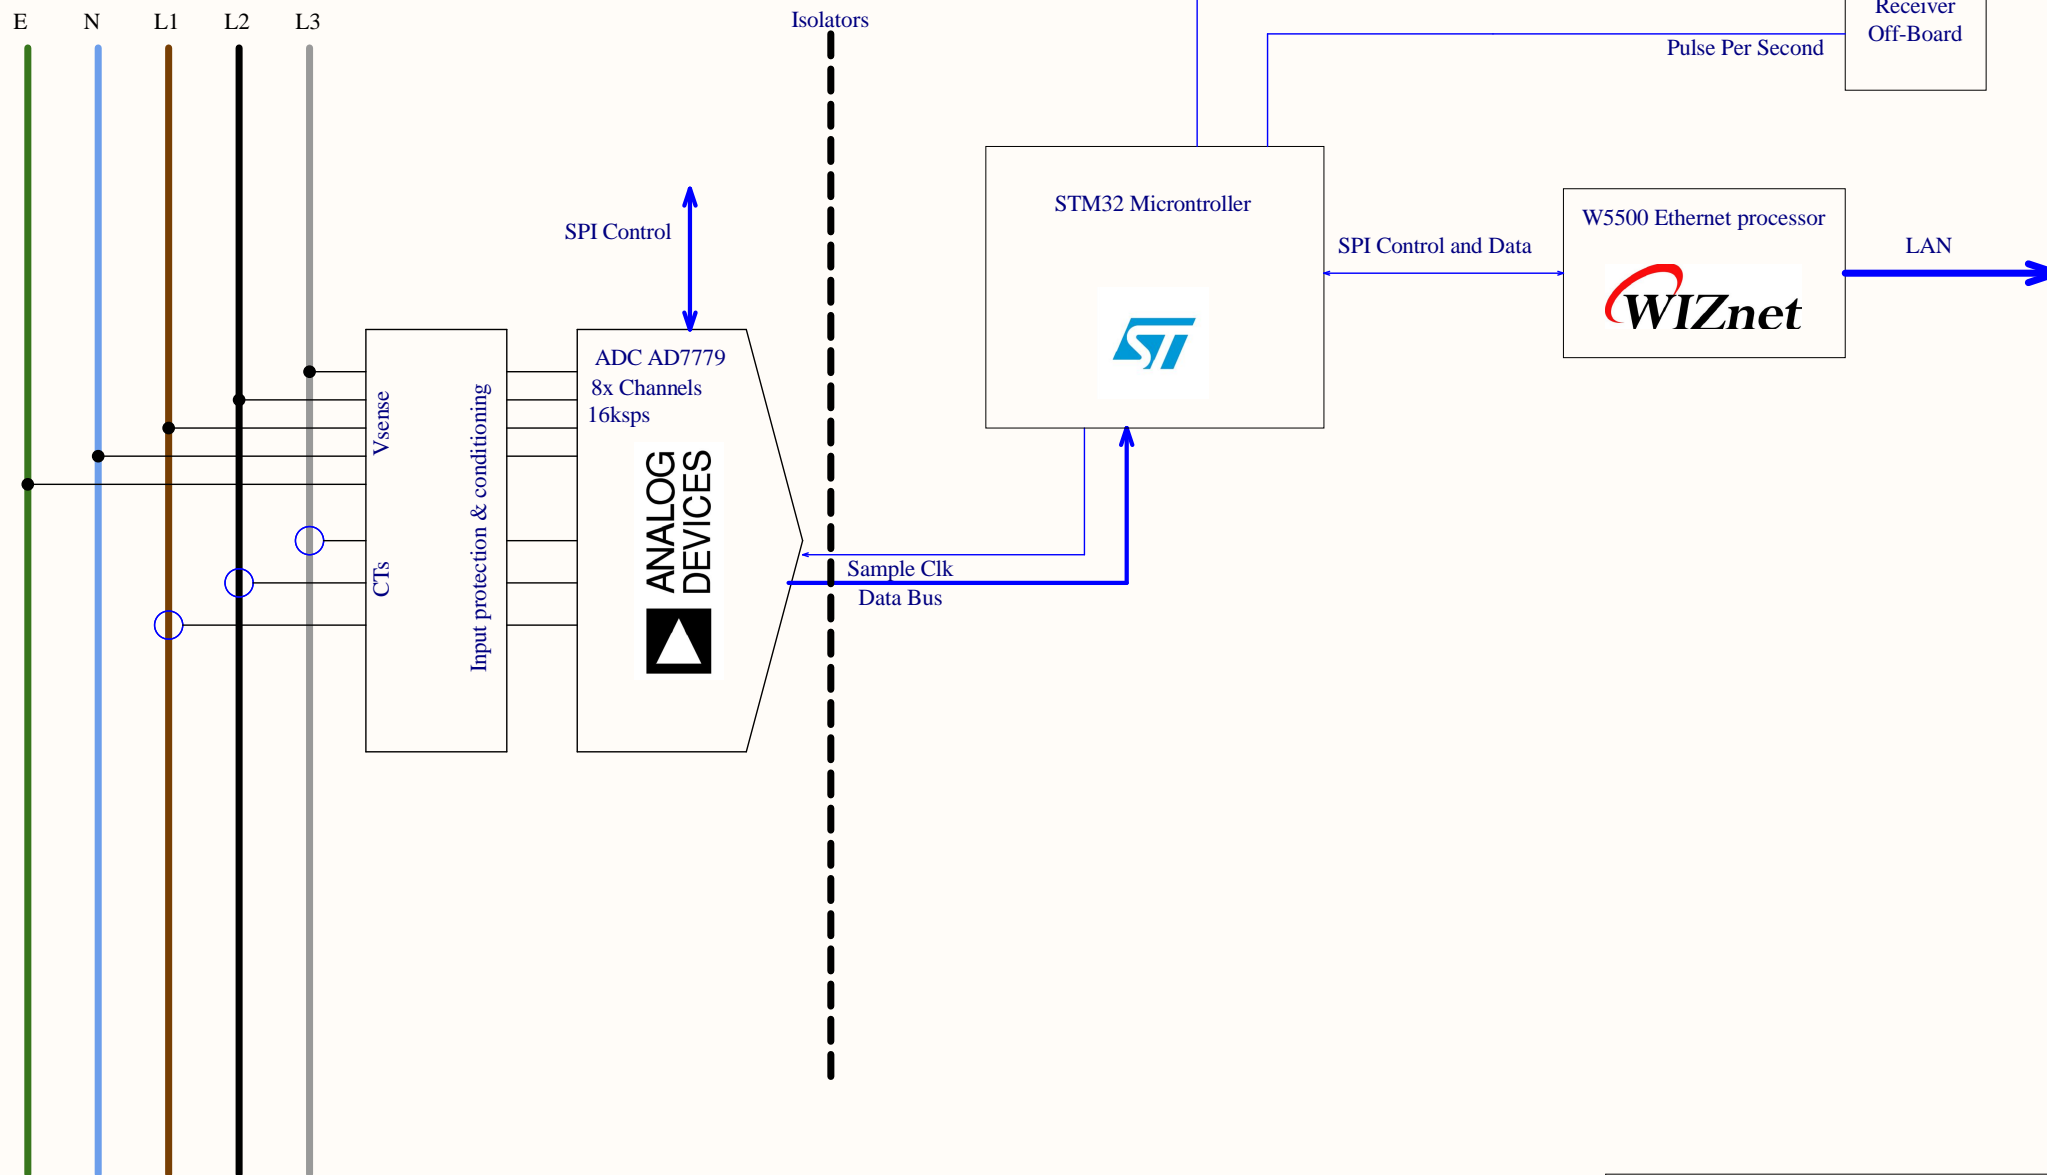 E N L1 L2 L3
Isolators
Receiver
Off-Board
Pulse Per Second
STM32 Microntroller
SPI Control
SPI Control and Data
W5500 Ethernet processor
WIZnet
LAN
ST
ADC AD7779
8x Channels
16ksps
Vsense
CTs
Input protection & conditioning
ANALOG
DEVICES
Sample Clk
Data Bus